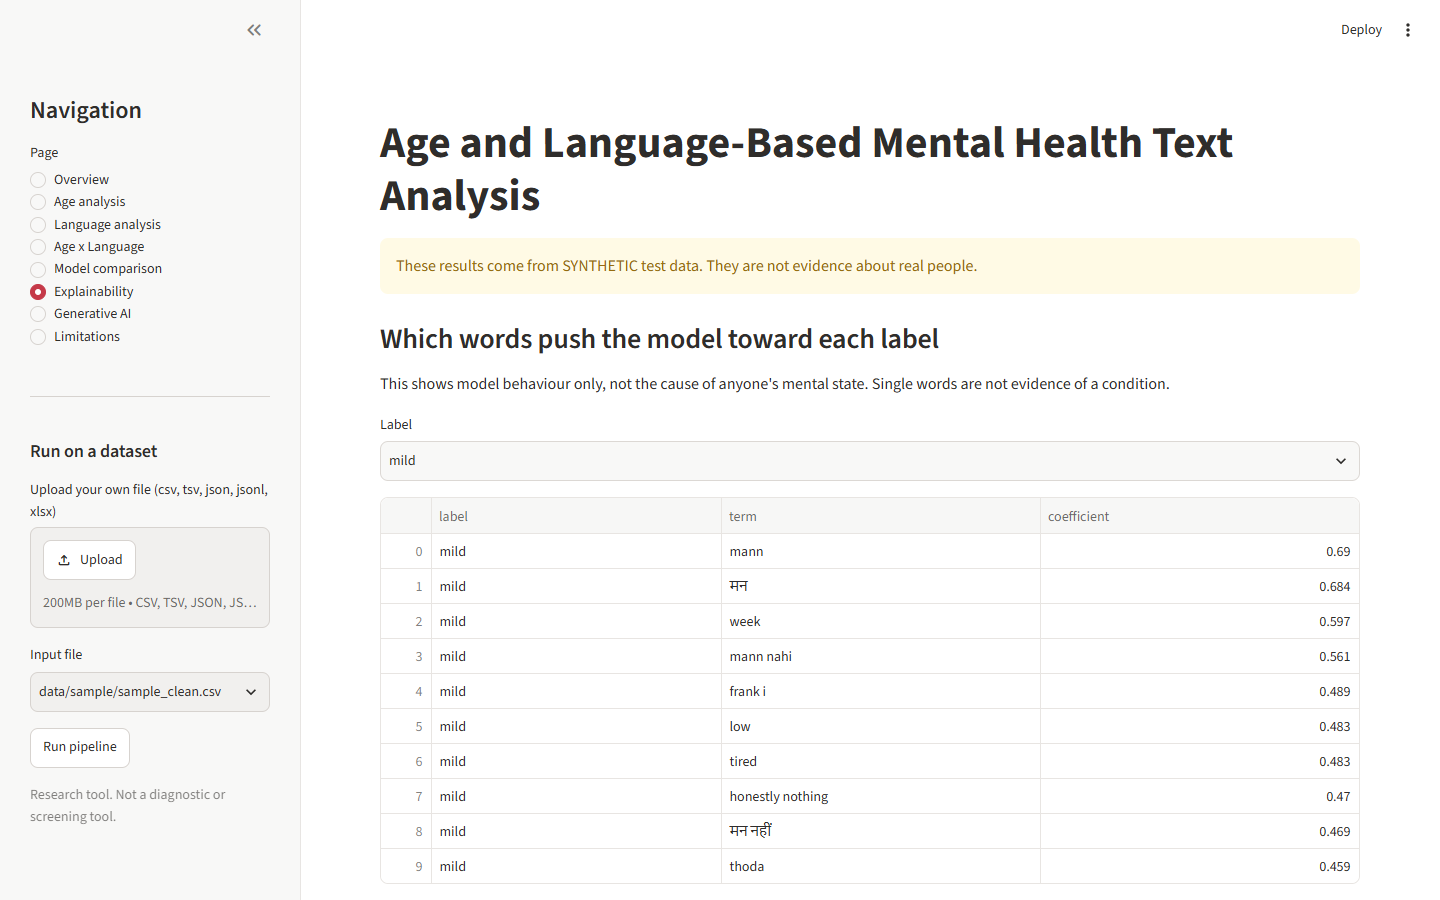 Deploy
Navigation
Page
Overview
Age analysis
Language analysis
Age x Language
Model comparison
Explainability
Generative AI
Limitations
Run on a dataset
Upload your own file (csv, tsv, json, jsonl,
xlsx)
Upload
200MB per file • CSV, TSV, JSON, JS...
Input file
data/sample/sample_clean.csv
Run pipeline
Research tool. Not a diagnostic or
screening tool.
Age and Language-Based Mental Health Text
Analysis
These results come from SYNTHETIC test data. They are not evidence about real people.
Which words push the model toward each label
This shows model behaviour only, not the cause of anyone's mental state. Single words are not evidence of a condition.
Label
mild
label term coefficient
0 mild mann 0.69
1 mild मन 0.684
2 mild week 0.597
3 mild mann nahi 0.561
4 mild frank i 0.489
5 mild low 0.483
6 mild tired 0.483
7 mild honestly nothing 0.47
8 mild मन नहीं 0.469
9 mild thoda 0.459